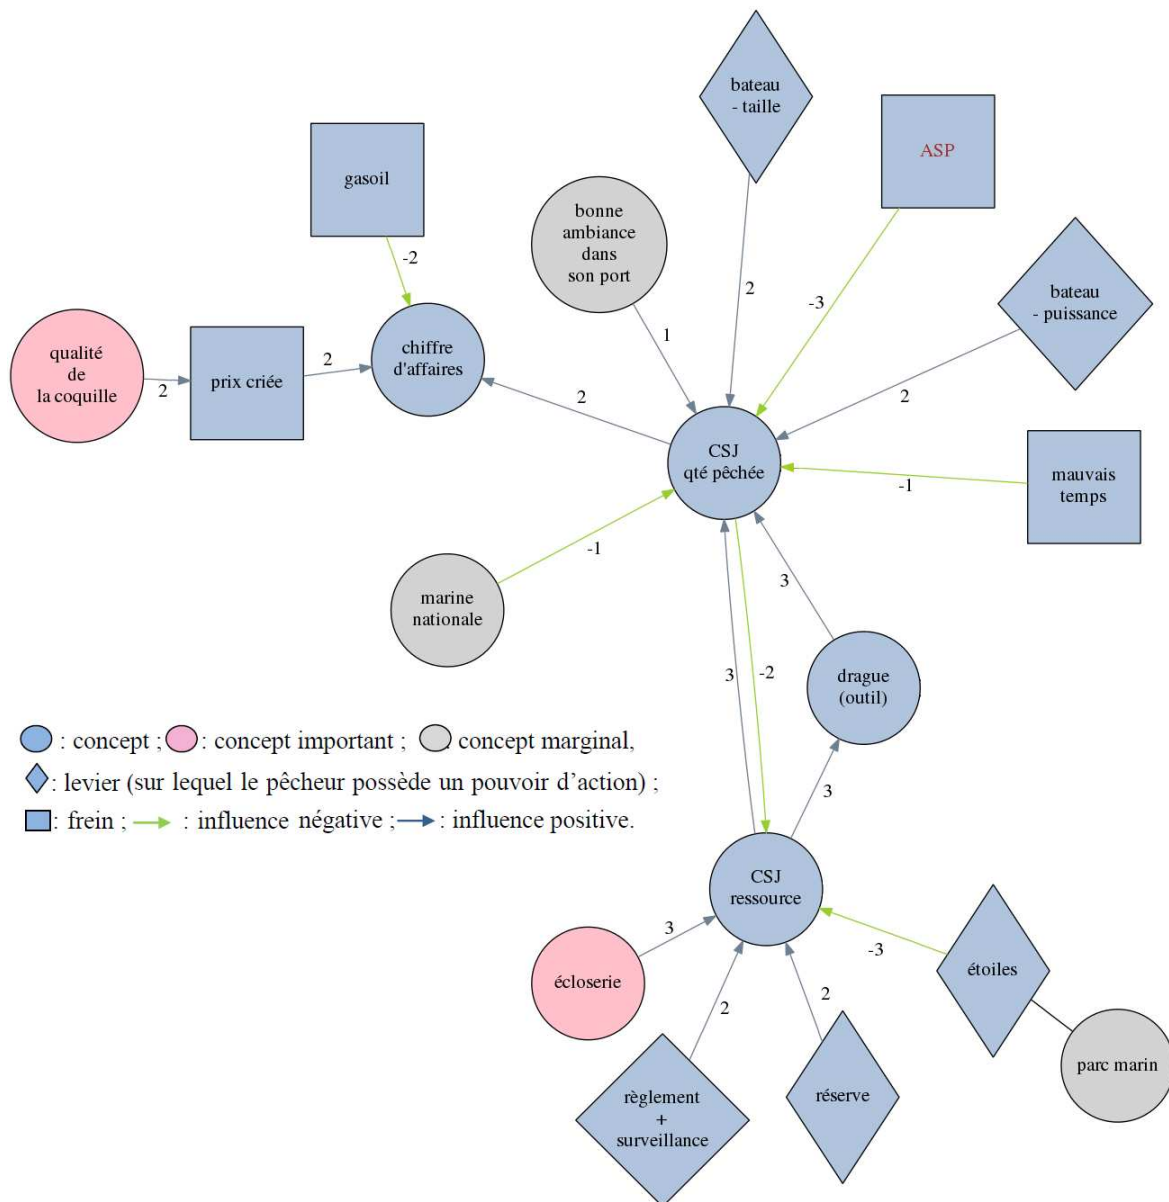 bateau
- taille
ASP
gasoil
bonne
ambiance
dans
son port
-2
2
-3
bateau
- puissance
qualité
de
la coquille
2
prix criée
2
chiffre
d'affaires
1
2
2
CSJ
qté pêchée
-1
mauvais
temps
-1
marine
nationale
3
3
-2
drague
(outil)
: concept ; : concept important ; concept marginal,
: levier (sur lequel le pêcheur possède un pouvoir d’action) ;
: frein ; : influence négative ; : influence positive.
3
CSJ
ressource
3
écloserie
2
2
-3
étoiles
parc marin
règlement
+
surveillance
réserve